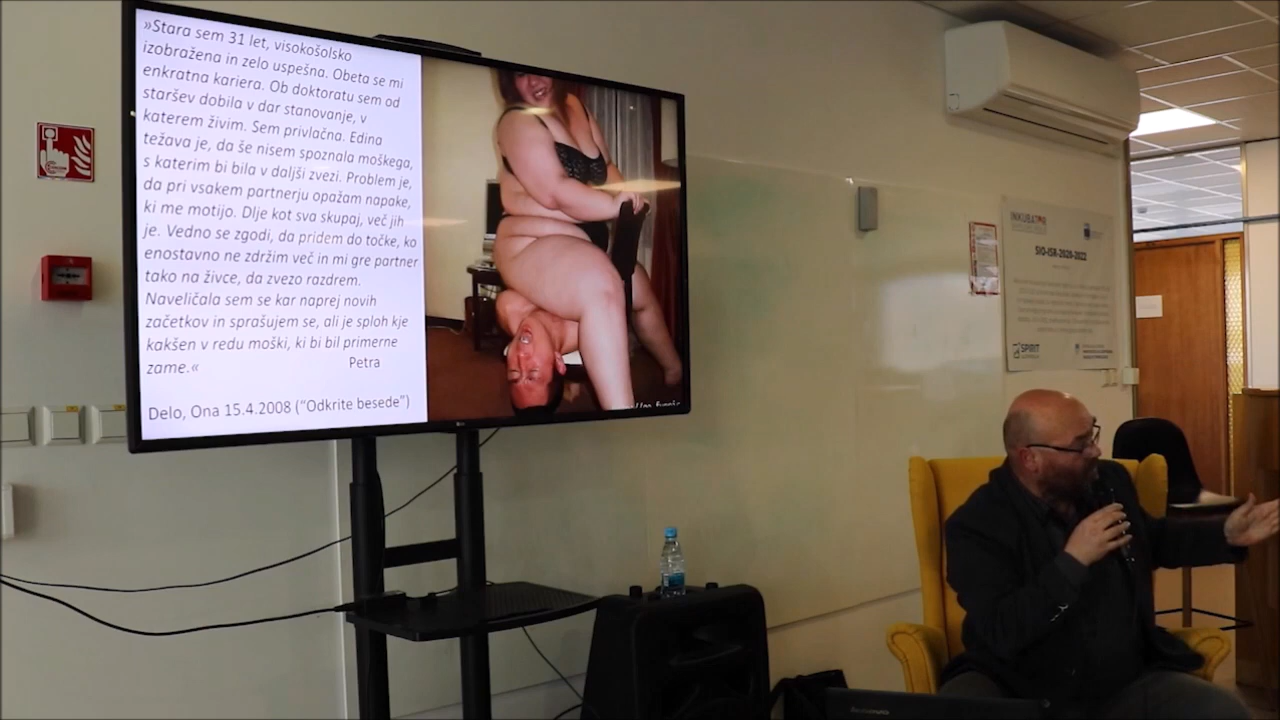 »Stara sem 31 let, visokošolsko
izobražena in zelo uspešna. Obeta se mi
enkratna kariera. Ob doktoratu sem od
staršev dobila v dar stanovanje, v
katerem živim. Sem privlačna. Edina
težava je, da še nisem spoznala moškega,
s katerim bi bila v daljši zvezi. Problem je,
da pri vsakem partnerju opažam napake,
ki me motijo. Dlje kot sva skupaj, več jih
je. Vedno se zgodi, da pridem do točke, ko
enostavno ne zdržim več in mi gre partner
tako na živce, da zvezo razdrem.
Naveličala sem se kar naprej novih
začetkov in sprašujem se, ali je sploh kje
kakšen v redu moški, ki bi bil primerne
zame.«
Petra
Delo, Ona 15.4.2008 (“Odkrite besede”)
INKUBATOR
SIO-ISR-2020-2022
SPIRIT
Lenovo